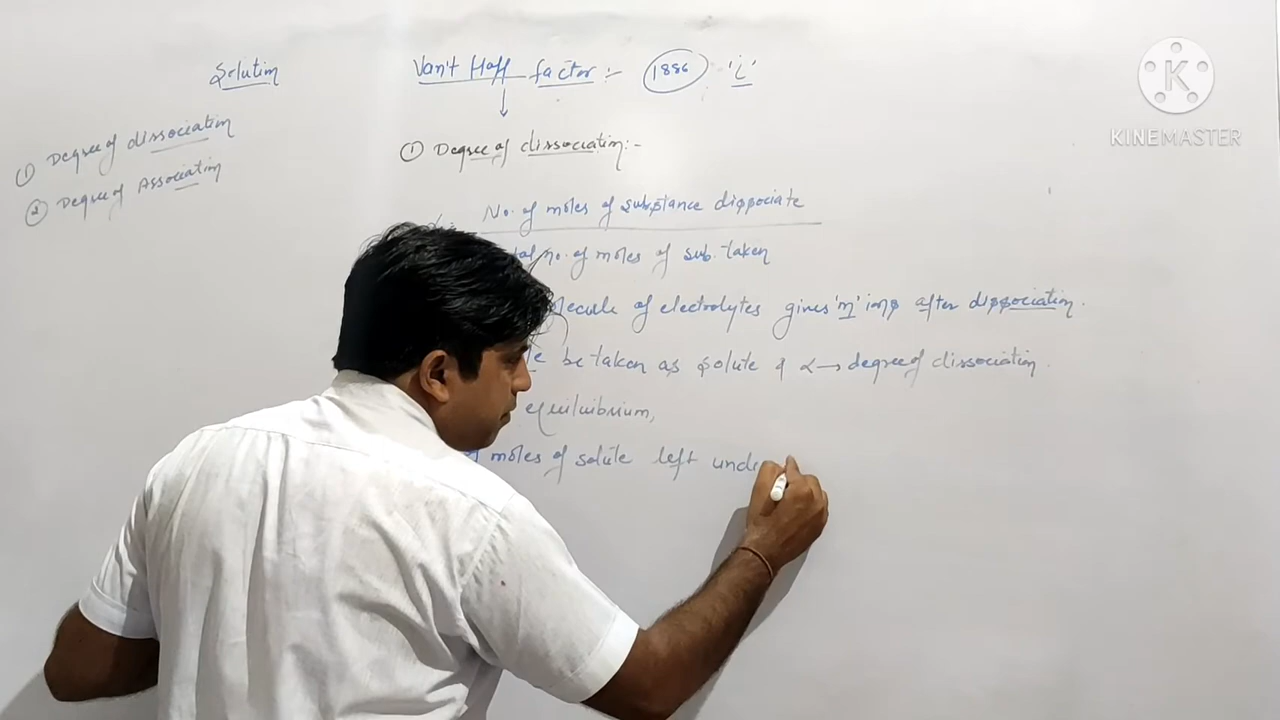 Solution
Van't Hoff factor :- 1886 'i'
① Degree of dissociation
② Degree of Association
① Degree of dissociation:-
No. of moles of substance dissociate
no. of moles of sub. taken
of electrolytes gives 'n' ions after dissociation.
be taken as solute & α → degree of dissociation.
equiluibrium,
moles of solute left unde
KINEMASTER